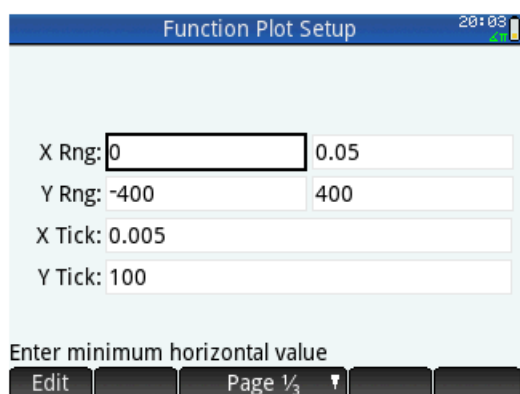 Function Plot Setup 20:03
∡π
X Rng: 0 0.05
Y Rng: -400 400
X Tick: 0.005
Y Tick: 100
Enter minimum horizontal value
Edit Page ⅓ ▼